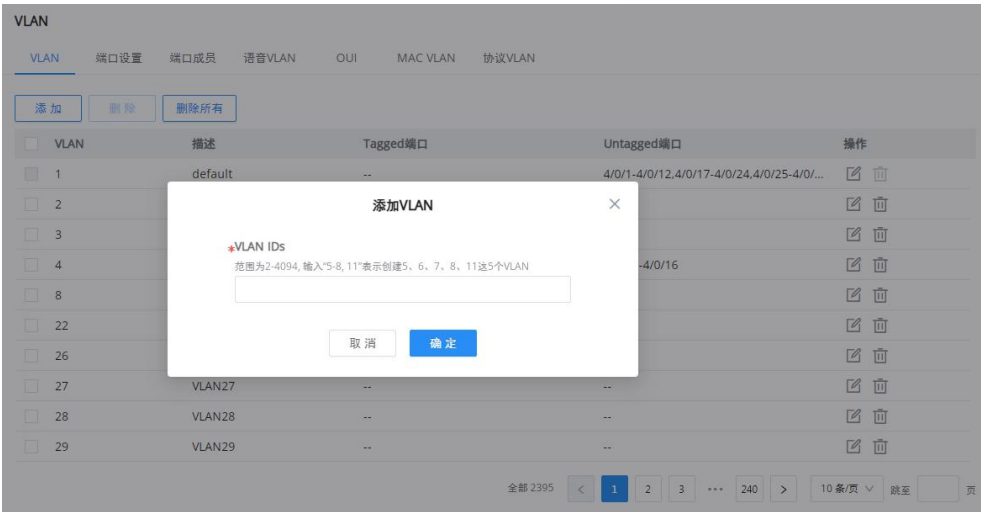 VLAN
VLAN 端口设置 端口成员 语音VLAN OUI MAC VLAN 协议VLAN
添 加 删 除 删除所有
VLAN 描述 Tagged端口 Untagged端口 操作
1 default -- 4/0/1-4/0/12,4/0/17-4/0/24,4/0/25-4/0/...
2
3
4 -4/0/16
8
22
26
添加VLAN
*VLAN IDs
范围为2-4094, 输入“5-8, 11”表示创建5、6、7、8、11这5个VLAN
取 消 确 定
27 VLAN27 -- --
28 VLAN28 -- --
29 VLAN29 -- --
全部 2395 < 1 2 3 ••• 240 > 10 条/页 跳至 页